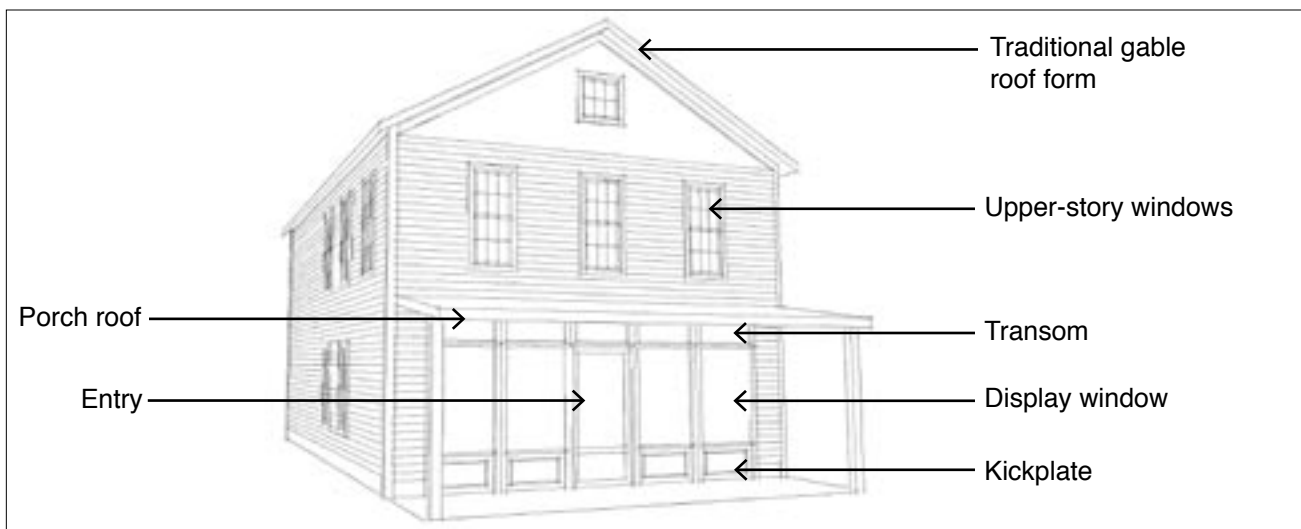 Traditional gable
roof form
Upper-story windows
Porch roof
Transom
Entry
Display window
Kickplate